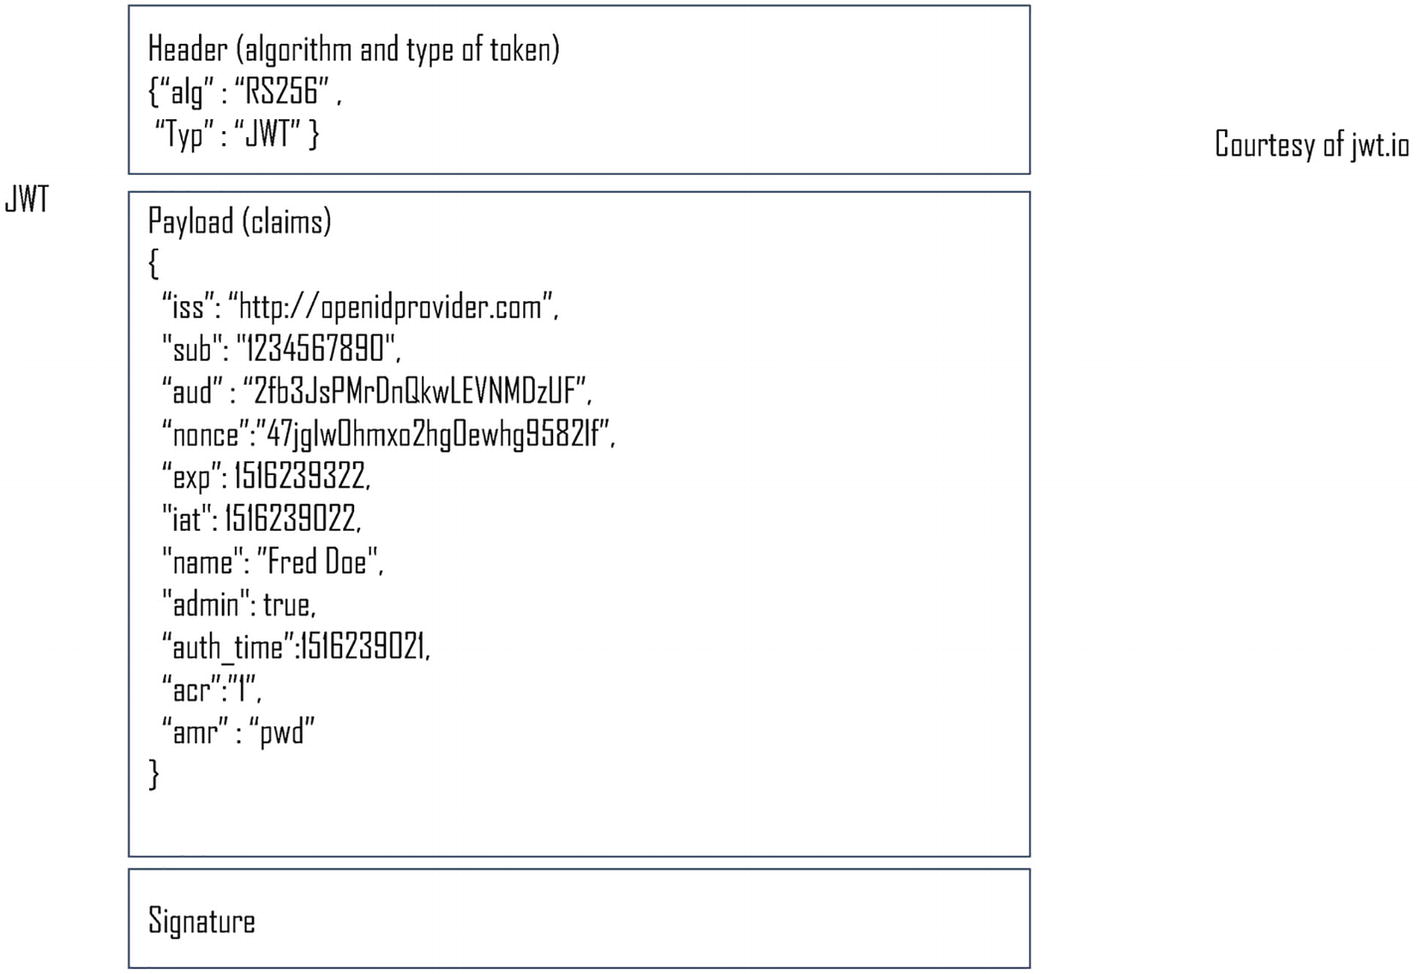 Header (algorithm and type of token)
{“alg” : “RS256” ,
“Typ” : “JWT” }
Courtesy of jwt.io
JWT
Payload (claims)
{
“iss”: “http://openidprovider.com”,
"sub": "1234567890",
“aud” : “2fb3JsPMrDnQkwLEVNMDzUF”,
“nonce”:”47jglw0hmxo2hg0ewhg9582lf”,
“exp”: 1516239322,
"iat": 1516239022,
"name": ”Fred Doe",
"admin": true,
“auth_time”:1516239021,
“acr”:”1”,
“amr” : “pwd”
}
Signature